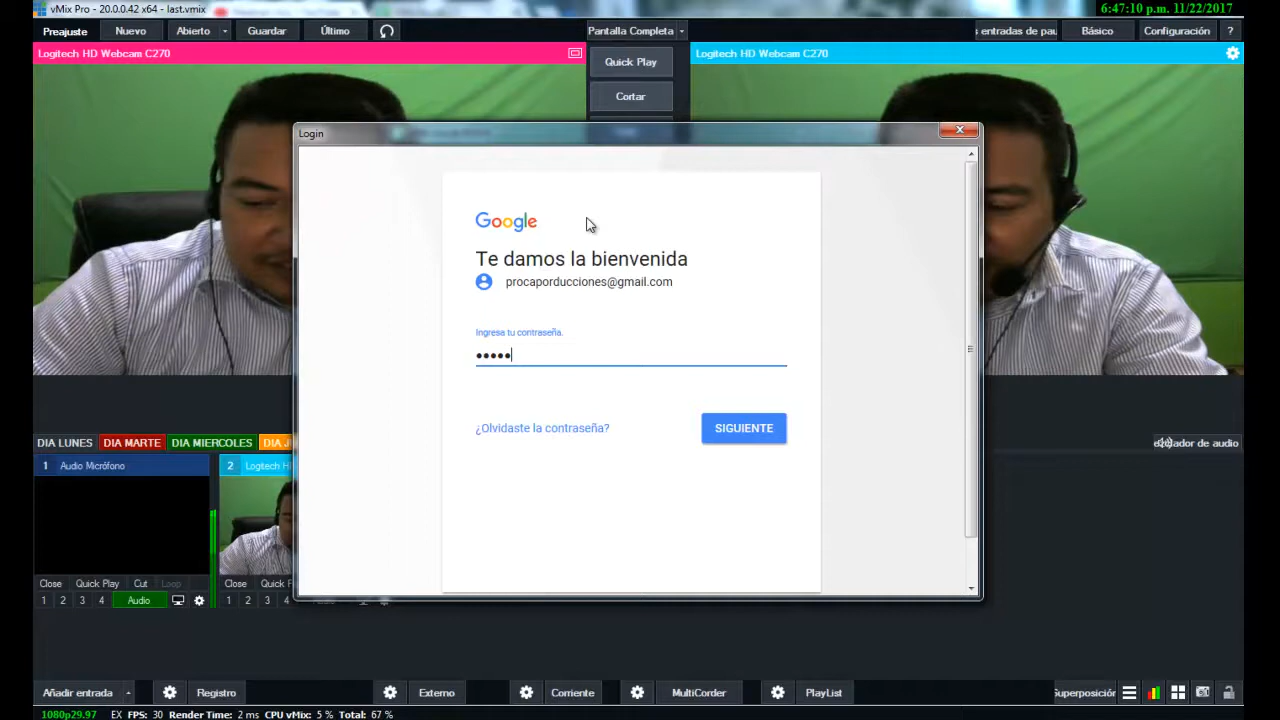 vMix Pro - 20.0.0.42 x64 - last.vmix
6:47:10 p.m. 11/22/2017
Preajuste Nuevo Abierto Guardar Último Pantalla Completa s entradas de pau Básico Configuración ?
Logitech HD Webcam C270
Logitech HD Webcam C270
Quick Play
Cortar
Login
Google
Te damos la bienvenida
procaporducciones@gmail.com
Ingresa tu contraseña.
•••••
¿Olvidaste la contraseña? SIGUIENTE
DIA LUNES DIA MARTE DIA MIERCOLES DIA J
de audio
1 Audio Micrófono 2 Logitech H
Close Quick Play Cut Loop Close Quick P
1 2 3 4 Audio 1 2 3 4
Añadir entrada Registro Externo Corriente MultiCorder PlayList Superposición
1080p29.97 EX FPS: 30 Render Time: 2 ms CPU vMix: 5 % Total: 67 %